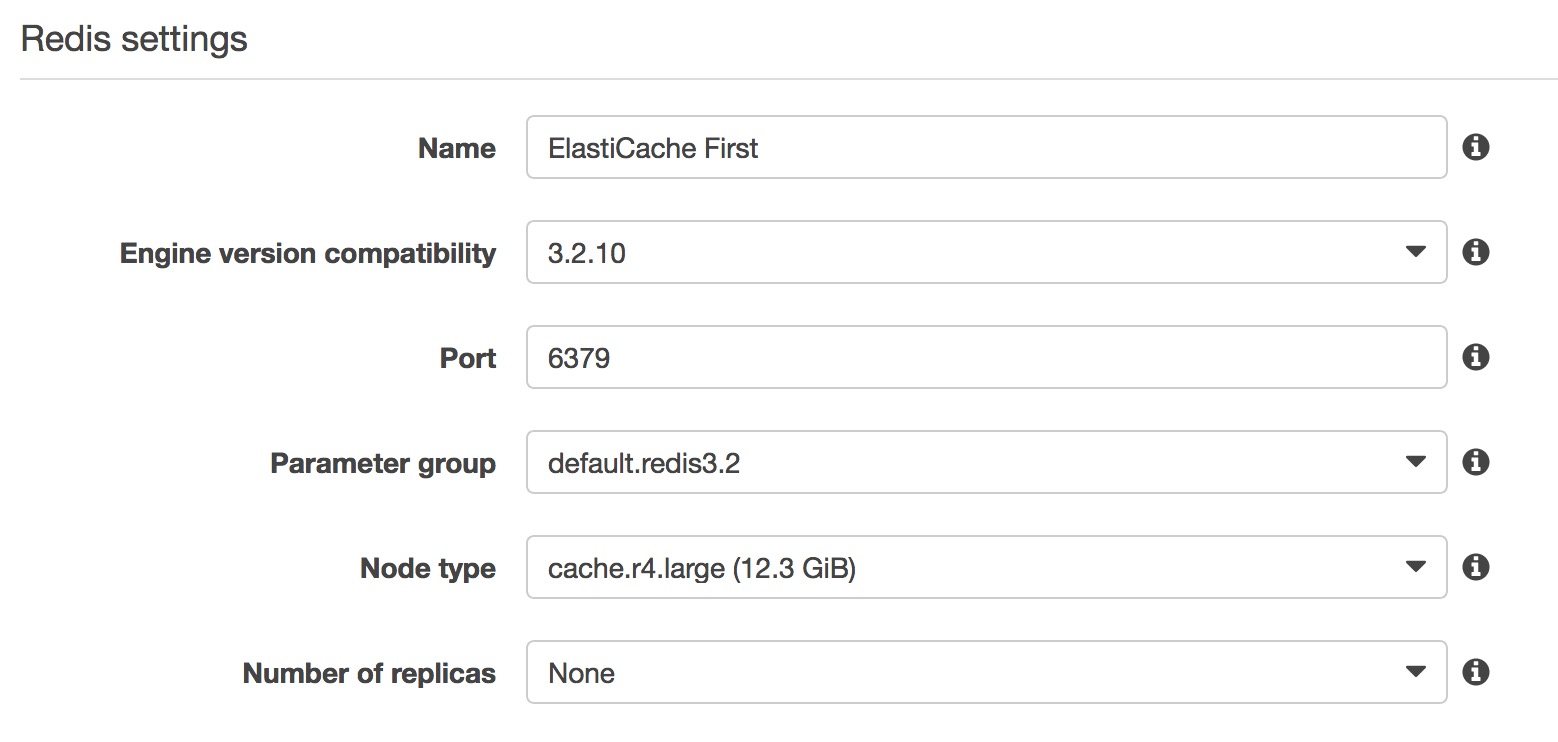 Redis settings
Name ElastiCache First
Engine version compatibility 3.2.10
Port 6379
Parameter group default.redis3.2
Node type cache.r4.large (12.3 GiB)
Number of replicas None